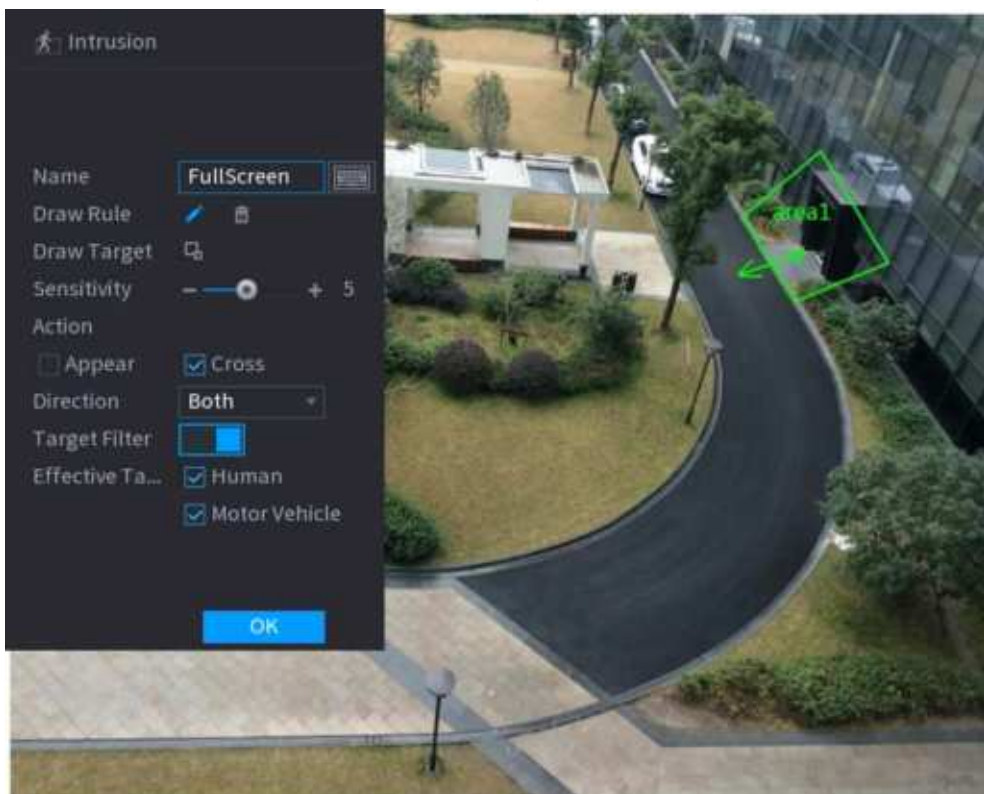 Intrusion
Name FullScreen
Draw Rule
Draw Target
Sensitivity - + 5
Action
Appear Cross
Direction Both
Target Filter
Effective Ta... Human
Motor Vehicle
OK
area1